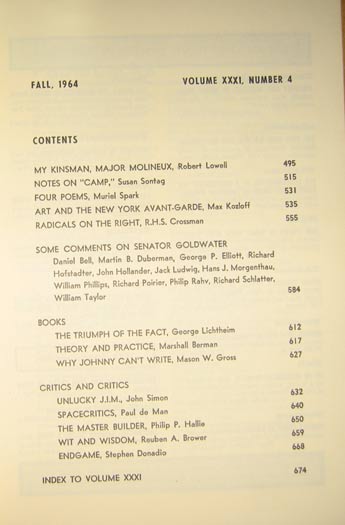 FALL, 1964 VOLUME XXXI, NUMBER 4
CONTENTS
MY KINSMAN, MAJOR MOLINEUX, Robert Lowell 495
NOTES ON "CAMP," Susan Sontag 515
FOUR POEMS, Muriel Spark 531
ART AND THE NEW YORK AVANT-GARDE, Max Kozloff 535
RADICALS ON THE RIGHT, R.H.S. Crossman 555
SOME COMMENTS ON SENATOR GOLDWATER
Daniel Bell, Martin B. Duberman, George P. Elliott, Richard
Hofstadter, John Hollander, Jack Ludwig, Hans J. Morgenthau,
William Phillips, Richard Poirier, Philip Rahv, Richard Schlatter,
William Taylor 584
BOOKS
THE TRIUMPH OF THE FACT, George Lichtheim 612
THEORY AND PRACTICE, Marshall Berman 617
WHY JOHNNY CAN'T WRITE, Mason W. Gross 627
CRITICS AND CRITICS
UNLUCKY J.I.M., John Simon 632
SPACECRITICS, Paul de Man 640
THE MASTER BUILDER, Philip P. Hallie 650
WIT AND WISDOM, Reuben A. Brower 659
ENDGAME, Stephen Donadio 668
INDEX TO VOLUME XXXI 674